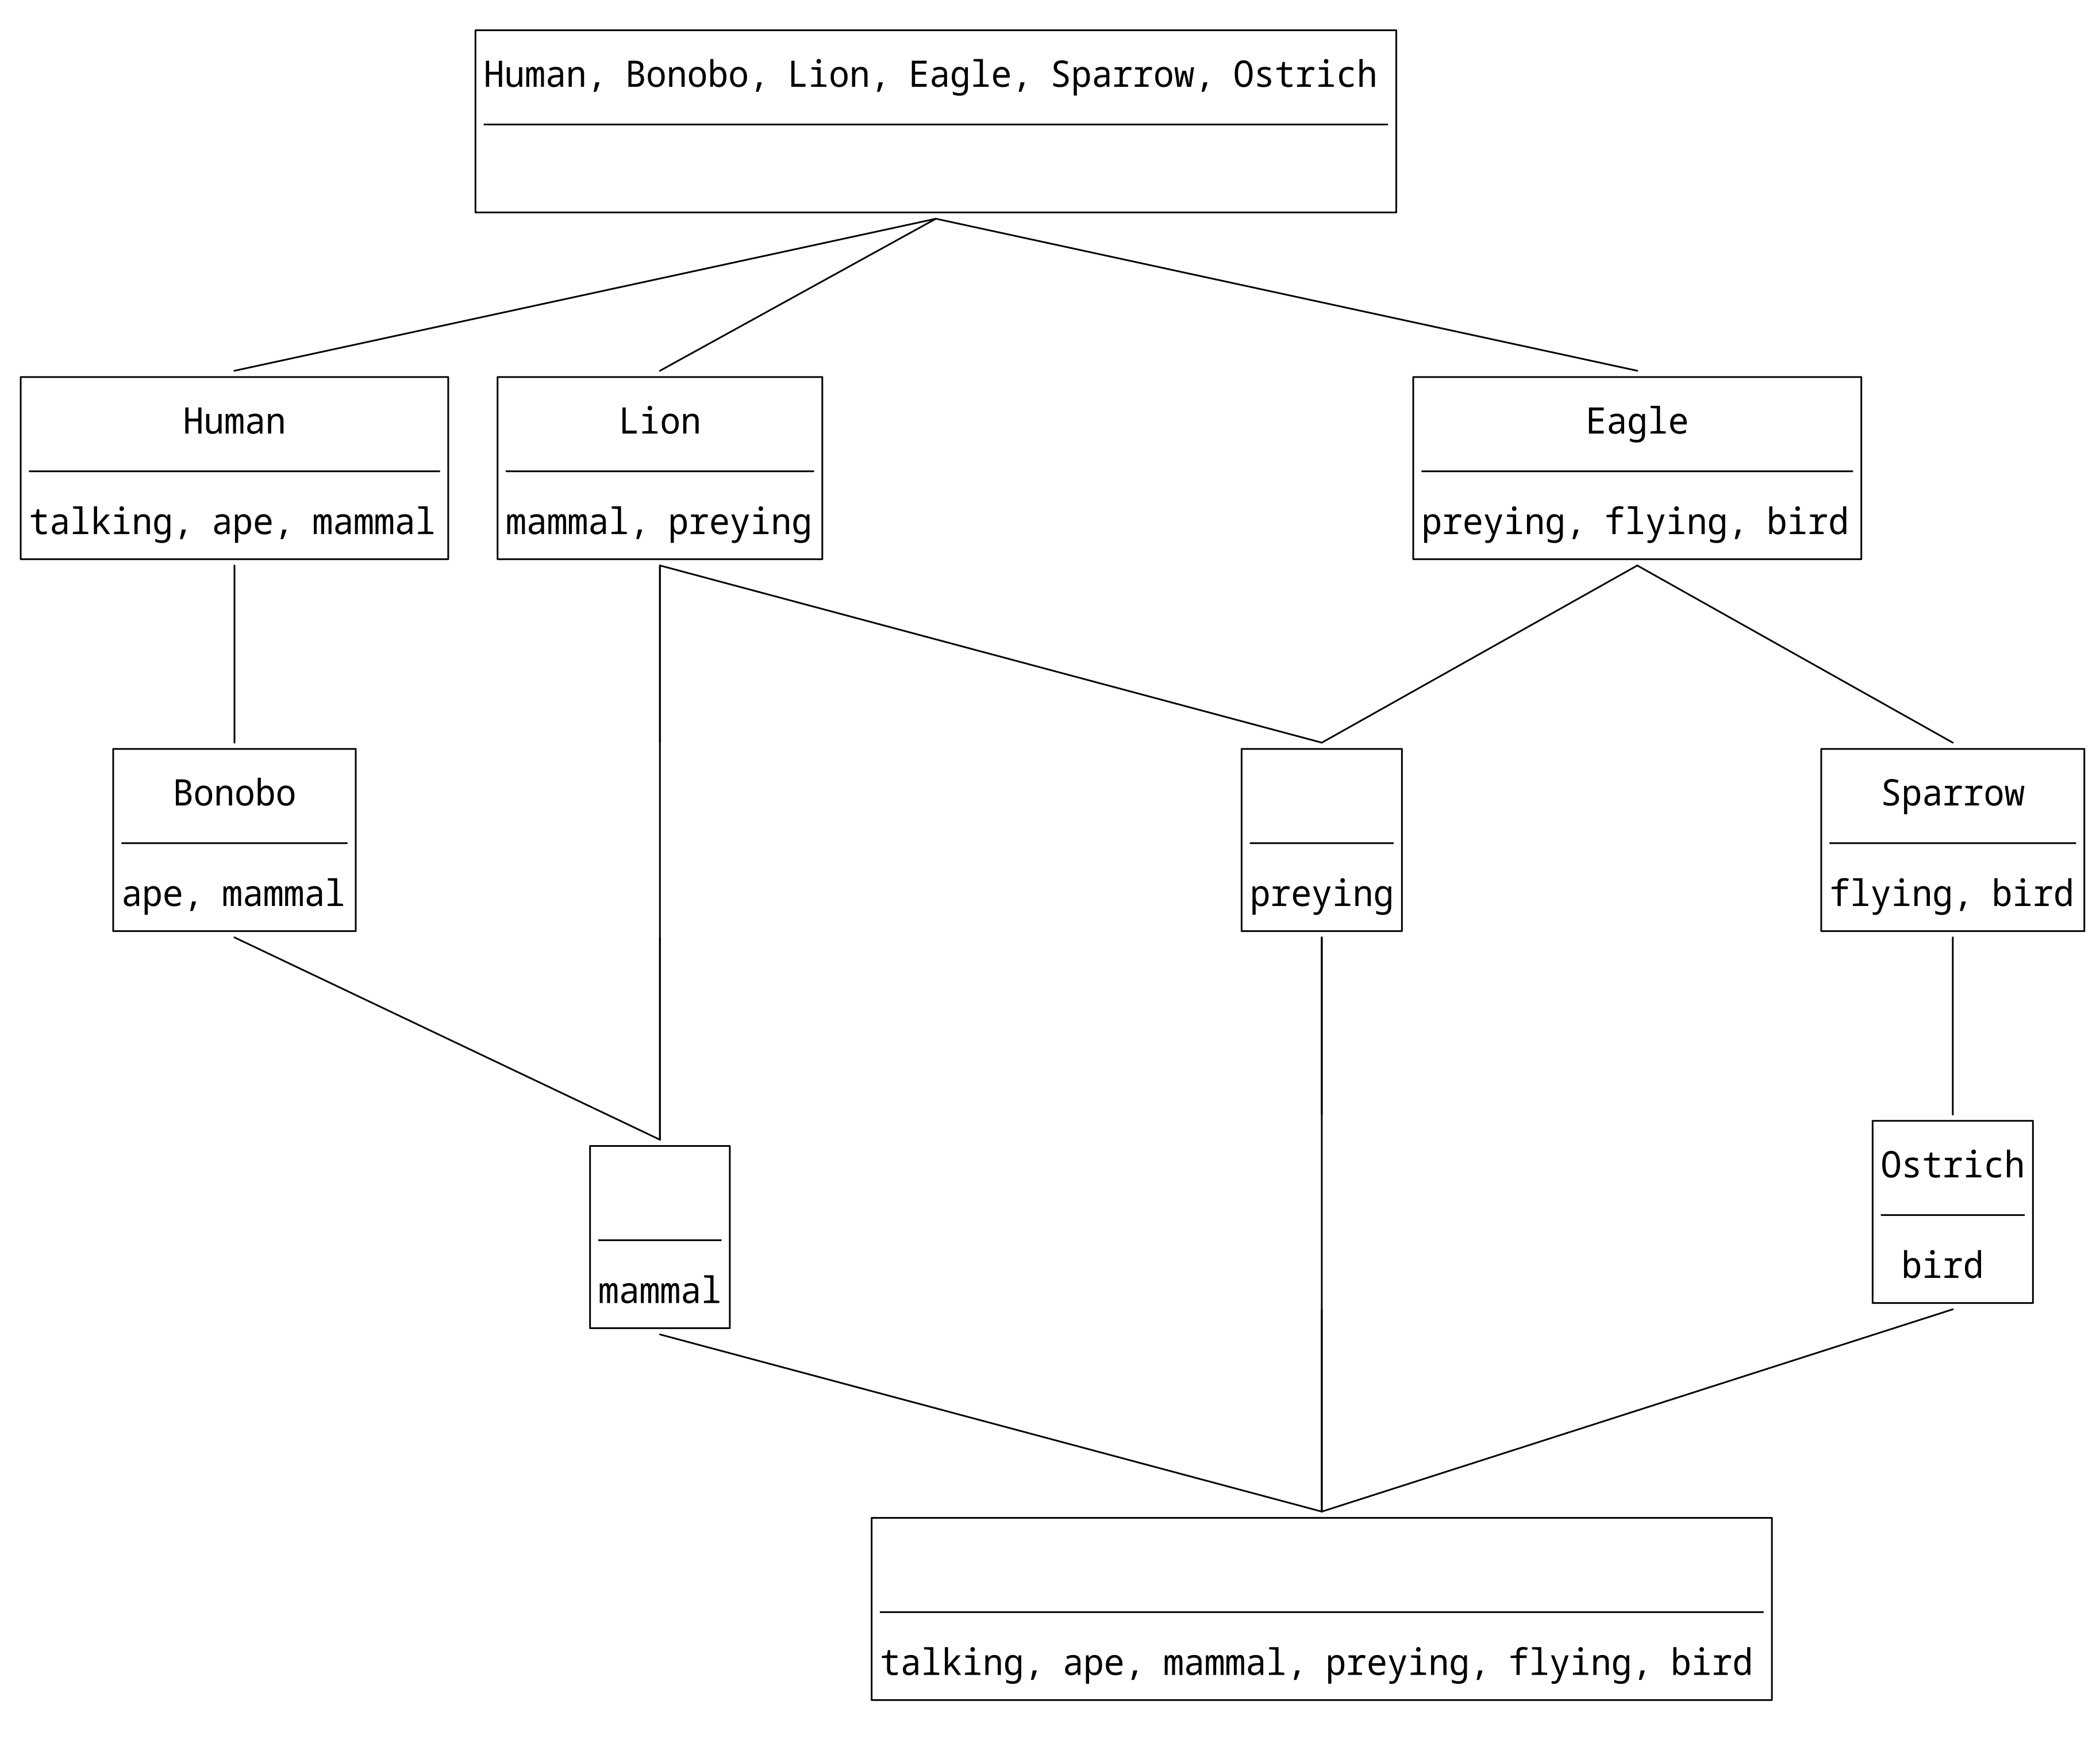 Human, Bonobo, Lion, Eagle, Sparrow, Ostrich
Human
talking, ape, mammal
Lion
mammal, preying
Eagle
preying, flying, bird
Bonobo
ape, mammal
preying
Sparrow
flying, bird
mammal
Ostrich
bird
talking, ape, mammal, preying, flying, bird